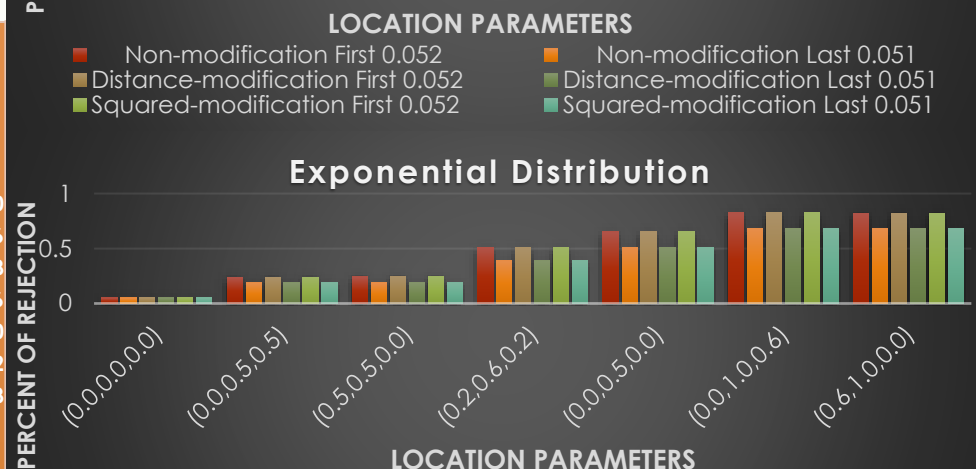 LOCATION PARAMETERS
Non-modification First 0.052
Non-modification Last 0.051
Distance-modification First 0.052
Distance-modification Last 0.051
Squared-modification First 0.052
Squared-modification Last 0.051
Exponential Distribution
PERCENT OF REJECTION
1
0.5
0
(0.0,0.0,0.0)
(0.0,0.5,0.5)
(0.5,0.5,0.0)
(0.2,0.6,0.2)
(0.0,0.5,0.0)
(0.0,1.0,0.6)
(0.6,1.0,0.0)
LOCATION PARAMETERS